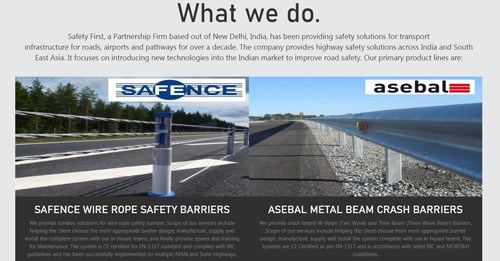 What we do.
Safety First, a Partnership Firm based out of New Delhi, India, has been providing safety solutions for transport
infrastructure for roads, airports and pathways for over a decade. The company provides highway safety solutions across India and South
East Asia. It focuses on introducing new technologies into the Indian market to improve road safety. Our primary product lines are:
SAFENCE
asebal
SAFENCE WIRE ROPE SAFETY BARRIERS
We provide turnkey solutions for wire rope safety barriers. Scope of our services include
helping the client choose the most appropriate barrier design, manufacture, supply and
install the complete system with our in-house teams; and finally provide spares and training
for Maintenance. The system is CE certified for EN-1317 standard and complies with IRC
guidelines and has been successfully implemented on multiple NHAI and State Highways.
ASEBAL METAL BEAM CRASH BARRIERS
We provide crash tested W-Beam (Two Wave) and Thrie Beam (Three Wave Beam) Barriers.
Scope of our services include helping the client choose from most appropriate barrier
design, manufacture, supply and install the complete system with our in-house teams. The
Systems are CE Certified as per EN-1317 and in accordance with latest IRC and MORT&H
Guidelines.